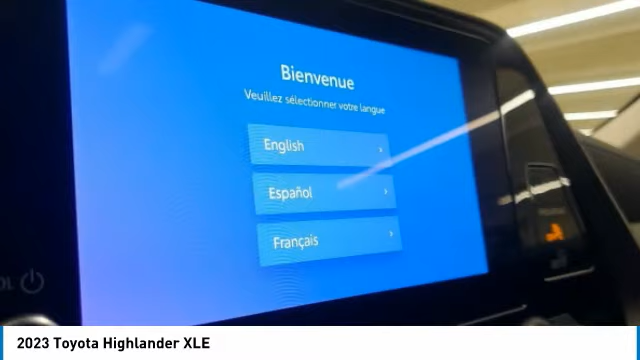 Bienvenue
Veuillez sélectionner votre langue
English
Español
Français
2023 Toyota Highlander XLE